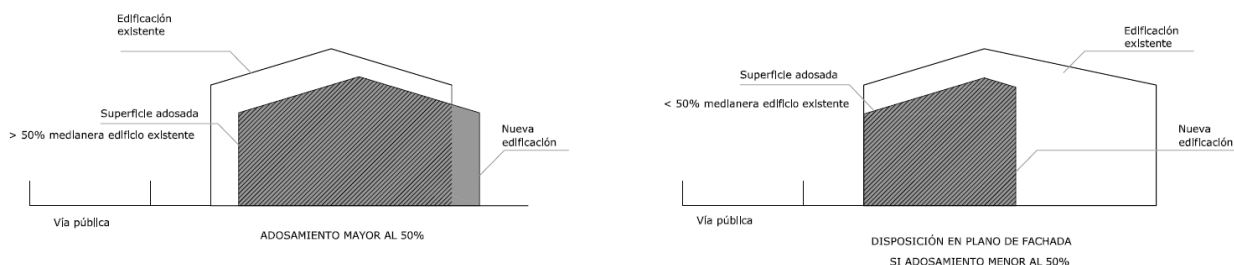 Edificación
existente
Superficie adosada
> 50% medianera edificio existente
Nueva
edificación
Vía pública
ADOSAMIENTO MAYOR AL 50%
Edificación
existente
Superficie adosada
< 50% medianera edificio existente
Nueva
edificación
Vía pública
DISPOSICIÓN EN PLANO DE FACHADA
SI ADOSAMIENTO MENOR AL 50%